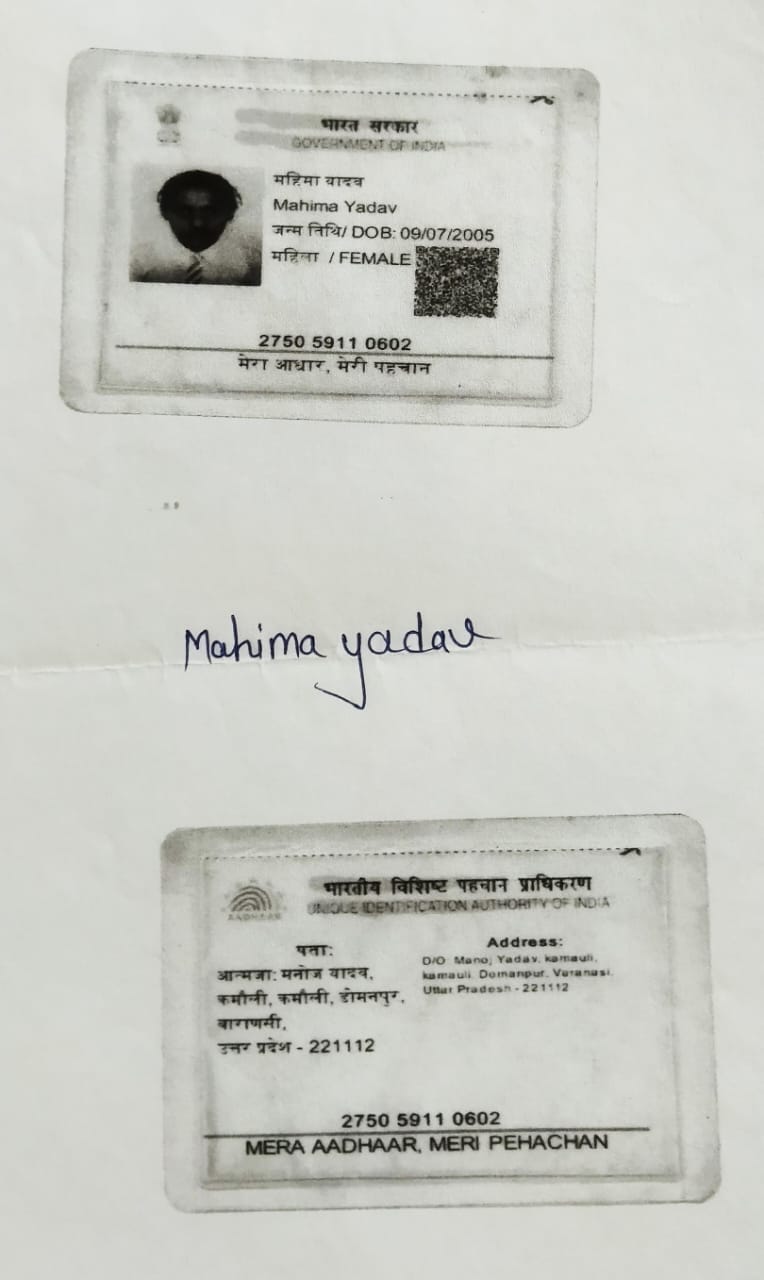 भारत सरकार
GOVERNMENT OF INDIA
महिमा यादव
Mahima Yadav
जन्म तिथि/ DOB: 09/07/2005
महिला / FEMALE
2750 5911 0602
मेरा आधार, मेरी पहचान
Mahima yadav
भारतीय विशिष्ट पहचान प्राधिकरण
UNIQUE IDENTIFICATION AUTHORITY OF INDIA
AADHAAR
पता:
आत्मजा: मनोज यादव,
कमौली, कमौली, डोमनपुर,
वाराणसी,
उत्तर प्रदेश - 221112
Address:
D/O Manoj Yadav, kamauli,
kamauli, Domanpur, Varanasi,
Uttar Pradesh - 221112
2750 5911 0602
MERA AADHAAR, MERI PEHACHAN